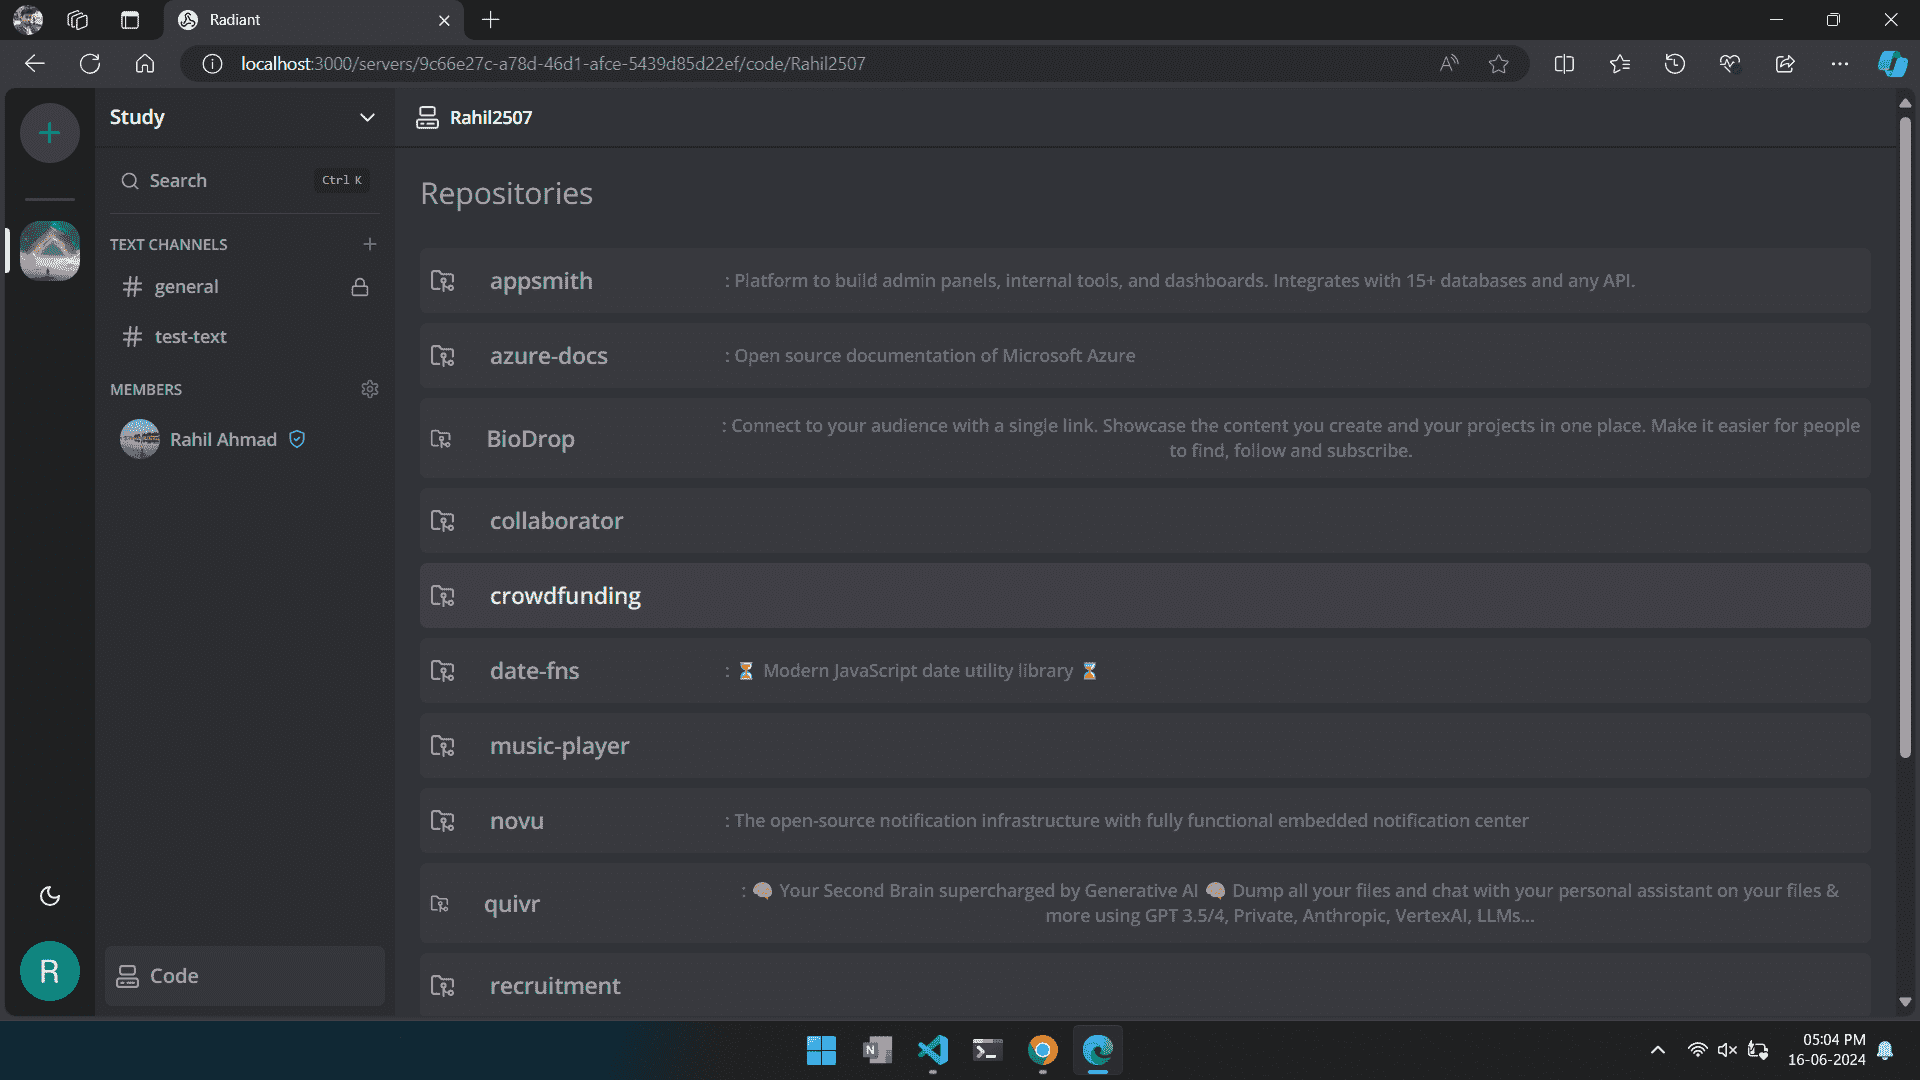 Radiant
localhost:3000/servers/9c66e27c-a78d-46d1-afce-5439d85d22ef/code/Rahil2507
Study
Rahil2507
Search
Ctrl K
Repositories
TEXT CHANNELS
general
test-text
MEMBERS
Rahil Ahmad
appsmith
: Platform to build admin panels, internal tools, and dashboards. Integrates with 15+ databases and any API.
azure-docs
: Open source documentation of Microsoft Azure
BioDrop
: Connect to your audience with a single link. Showcase the content you create and your projects in one place. Make it easier for people
to find, follow and subscribe.
collaborator
crowdfunding
date-fns
: ⏳ Modern JavaScript date utility library ⌛
music-player
novu
: The open-source notification infrastructure with fully functional embedded notification center
quivr
: 🧠 Your Second Brain supercharged by Generative AI 🧠 Dump all your files and chat with your personal assistant on your files &
more using GPT 3.5/4, Private, Anthropic, VertexAI, LLMs...
recruitment
R
Code
N
05:04 PM
16-06-2024